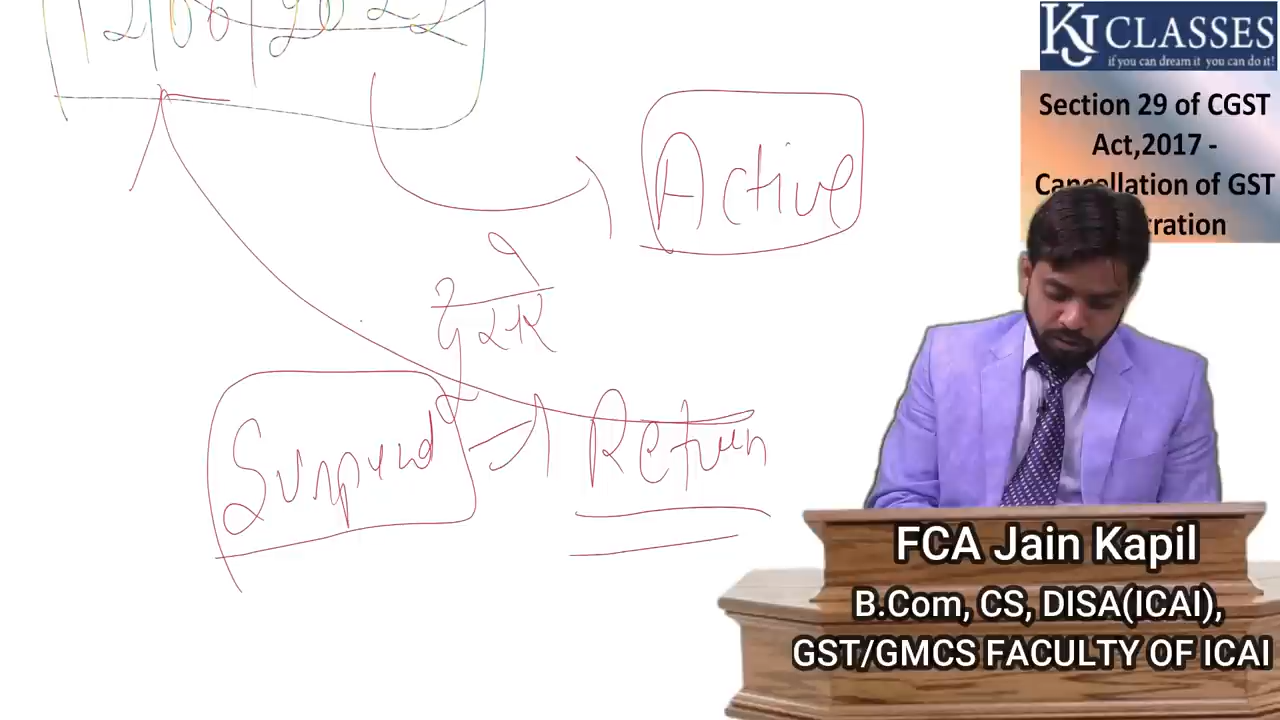 KJ CLASSES
if you can dream it you can do it!
Section 29 of CGST
Act,2017 -
Cancellation of GST
tration
Active
Suspend
Return
FCA Jain Kapil
B.Com, CS, DISA(ICAI),
GST/GMCS FACULTY OF ICAI